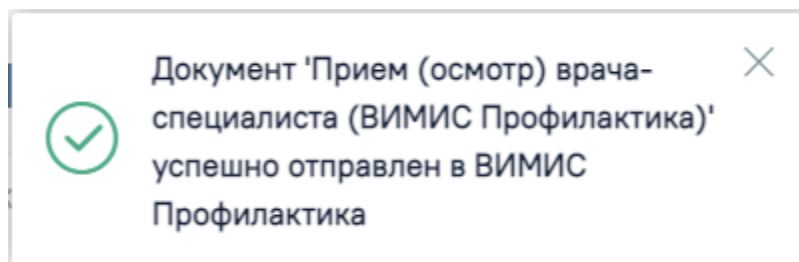 Документ 'Прием (осмотр) врача-
специалиста (ВИМИС Профилактика)'
успешно отправлен в ВИМИС
Профилактика